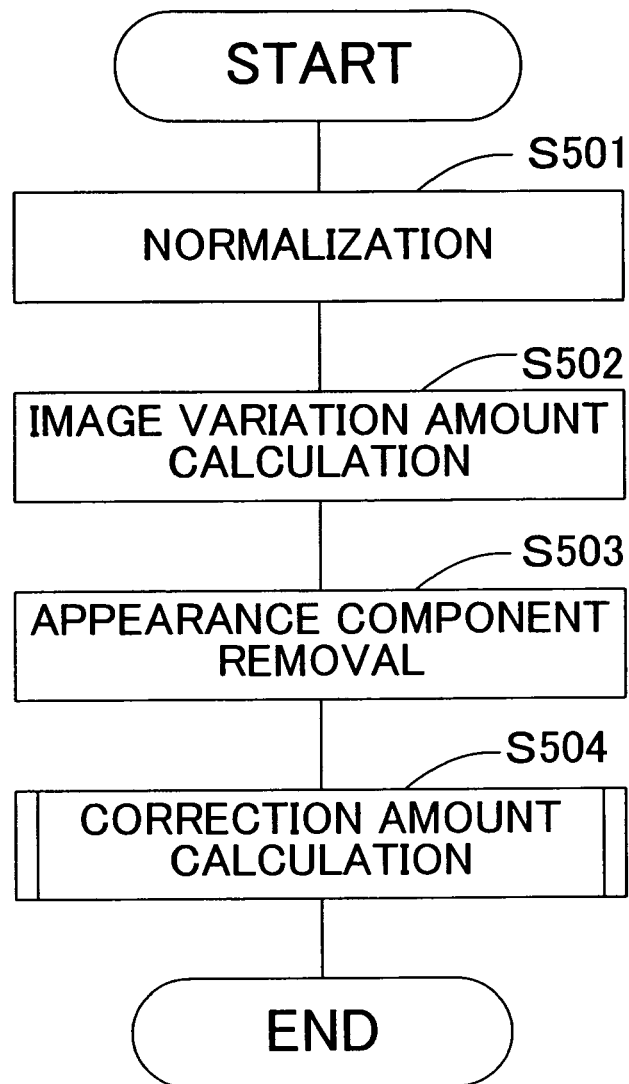 START
S501
NORMALIZATION
S502
IMAGE VARIATION AMOUNT
CALCULATION
S503
APPEARANCE COMPONENT
REMOVAL
S504
CORRECTION AMOUNT
CALCULATION
END